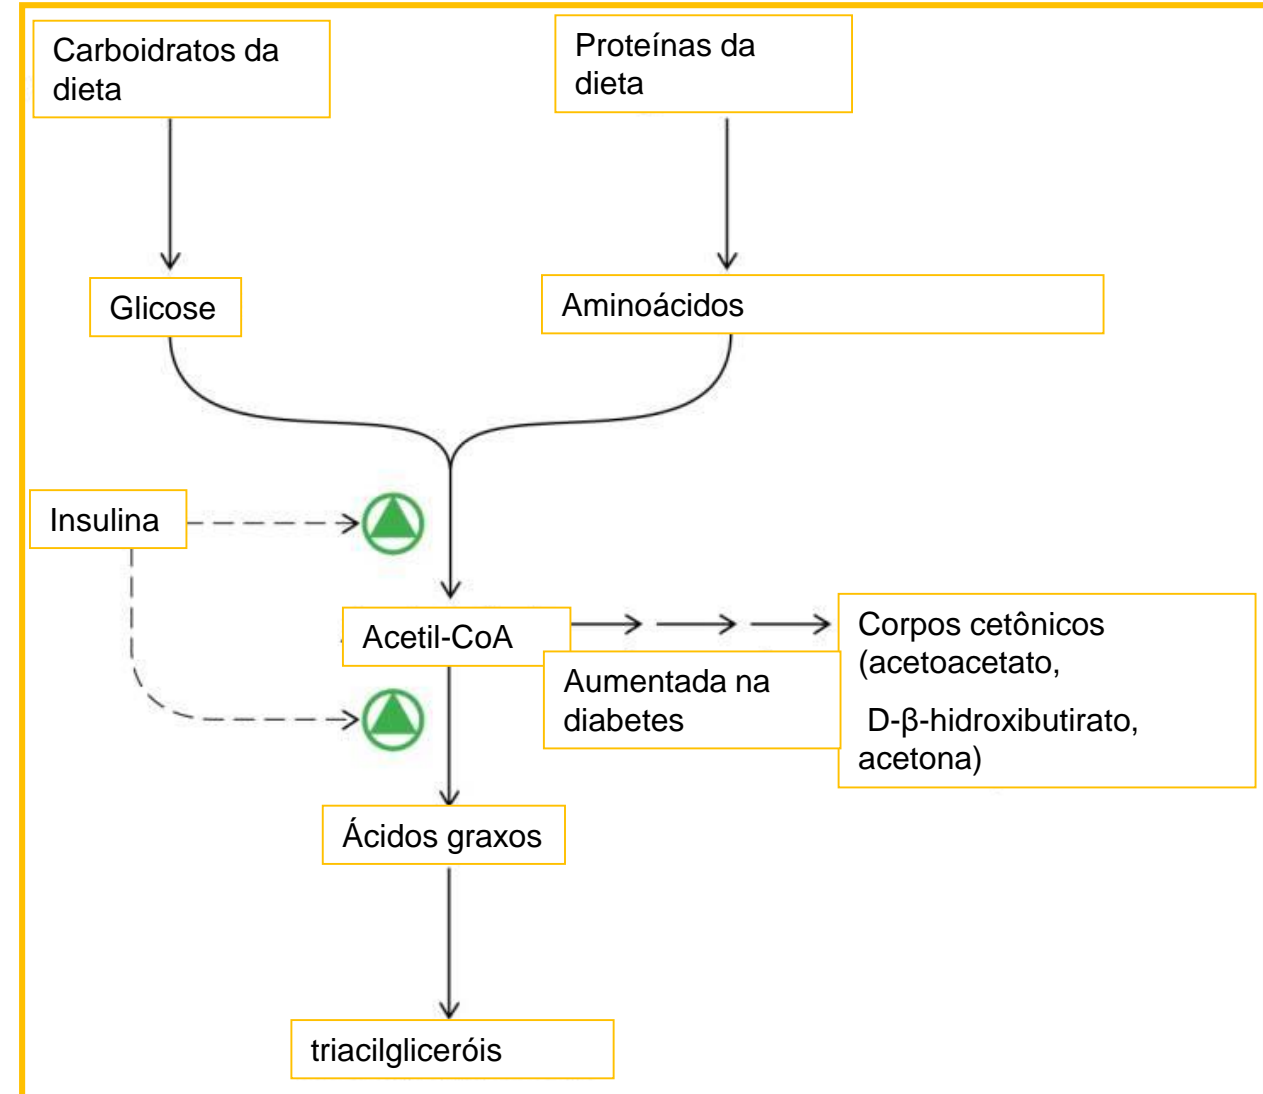 Carboidratos da
dieta
Proteínas da
dieta
Glicose
Aminoácidos
Insulina
Acetil-CoA
Aumentada na
diabetes
Corpos cetônicos
(acetoacetato,
D-β-hidroxibutirato,
acetona)
Ácidos graxos
triacilgliceróis